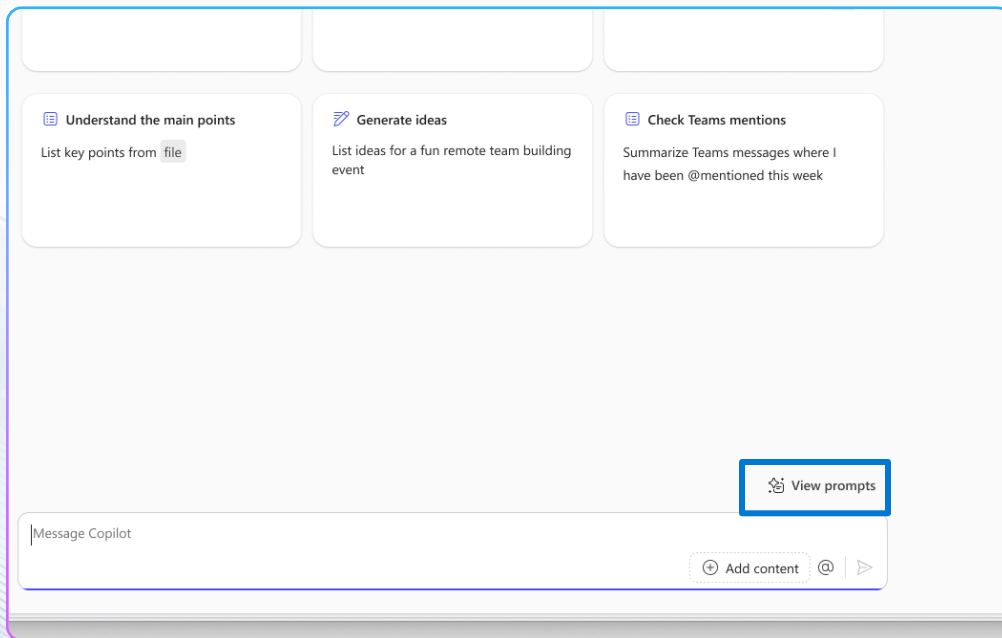 Understand the main points
List key points from file
Generate ideas
List ideas for a fun remote team building
event
Check Teams mentions
Summarize Teams messages where I
have been @mentioned this week
View prompts
Message Copilot
Add content
@